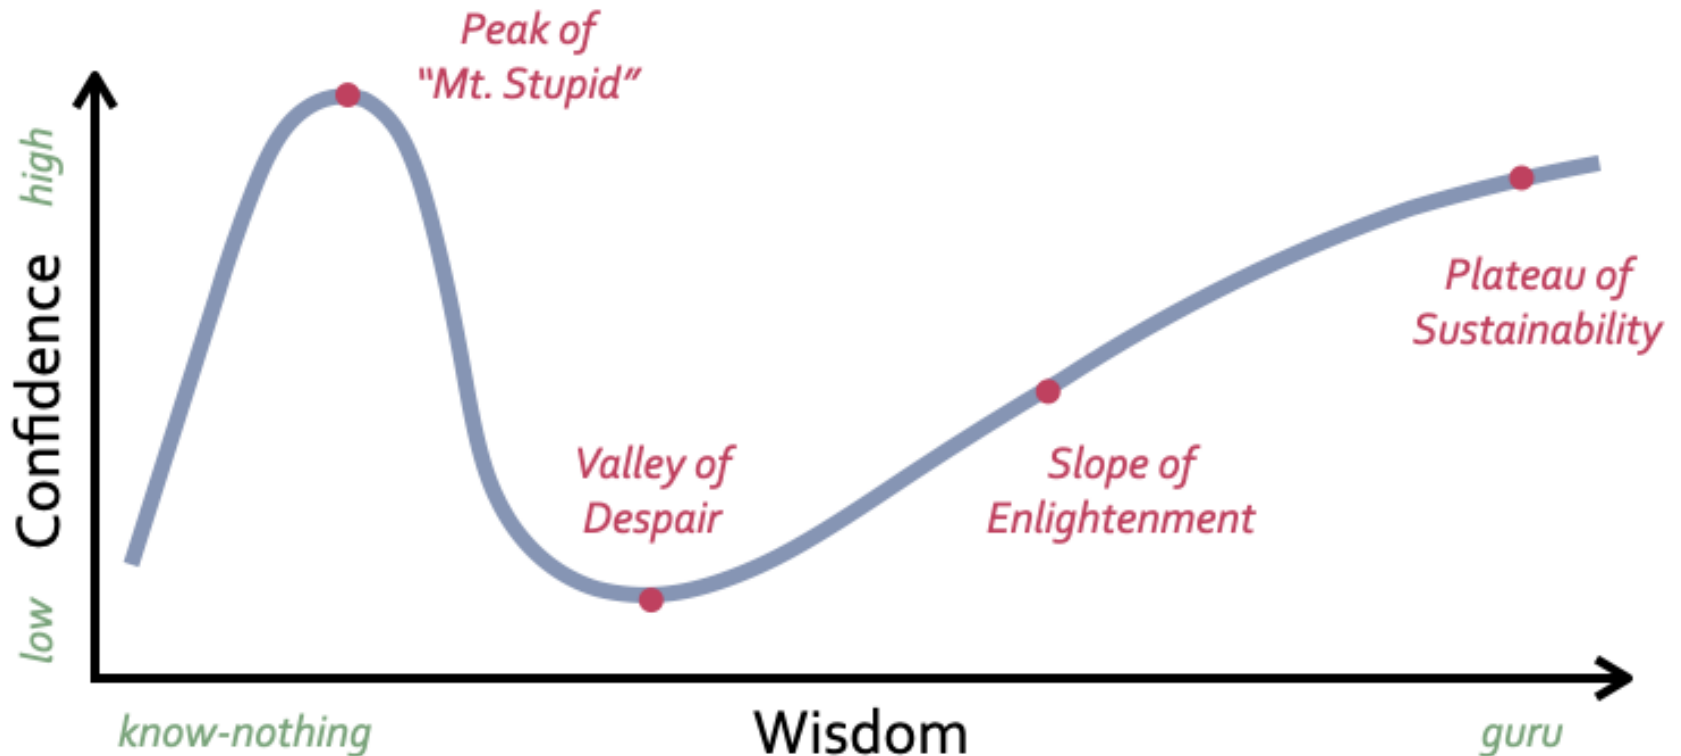 Peak of
“Mt. Stupid”
high
Confidence
low
Valley of
Despair
Slope of
Enlightenment
Plateau of
Sustainability
know-nothing
Wisdom
guru